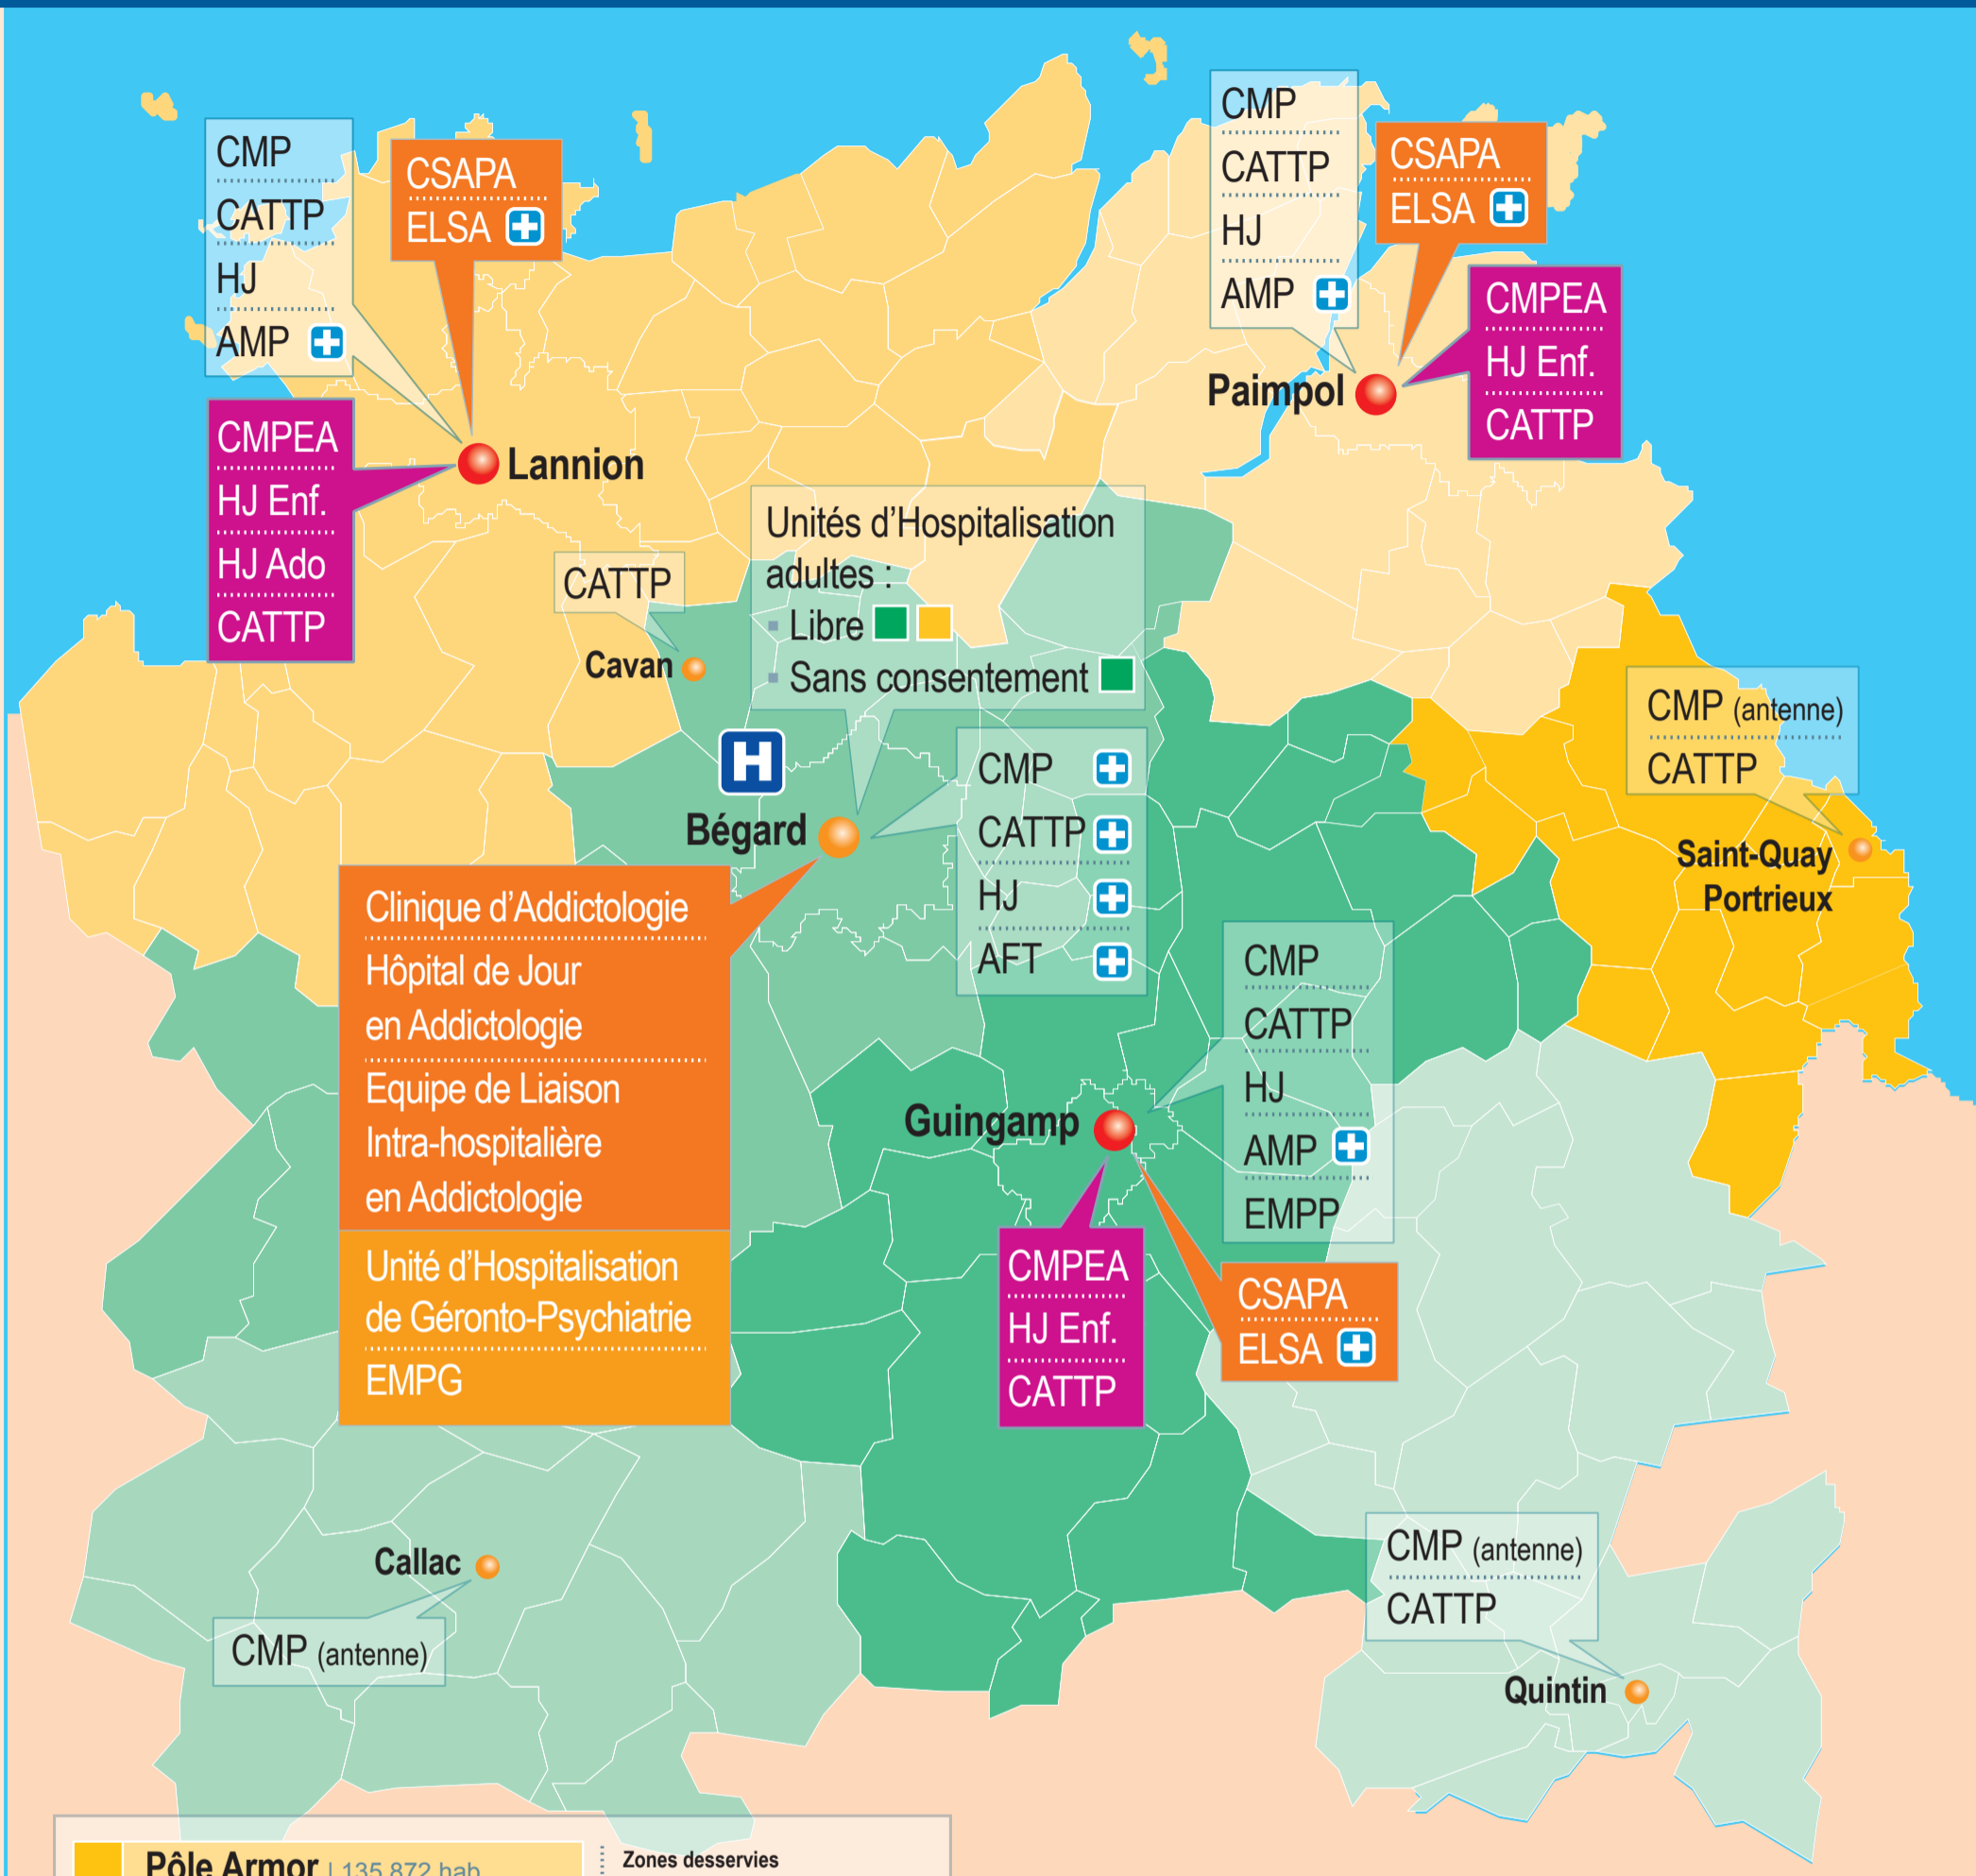 CMP
CATTP
HJ
AMP
CSAPA
ELSA
CMPEA
HJ Enf.
HJ Ado
CATTP
Lannion
CMP
CATTP
HJ
AMP
CSAPA
ELSA
CMPEA
HJ Enf.
CATTP
Paimpol
CATTP
Cavan
Unités d'Hospitalisation
adultes :
▪ Libre
▪ Sans consentement
H
Bégard
CMP
CATTP
HJ
AFT
CMP (antenne)
CATTP
Saint-Quay
Portrieux
Clinique d'Addictologie
Hôpital de Jour
en Addictologie
Equipe de Liaison
Intra-hospitalière
en Addictologie
Unité d'Hospitalisation
de Géronto-Psychiatrie
EMPG
CMP
CATTP
HJ
AMP
EMPP
Guingamp
CMPEA
HJ Enf.
CATTP
CSAPA
ELSA
Callac
CMP (antenne)
CMP (antenne)
CATTP
Quintin
Pôle Armor | 135 872 hab
Zones desservies